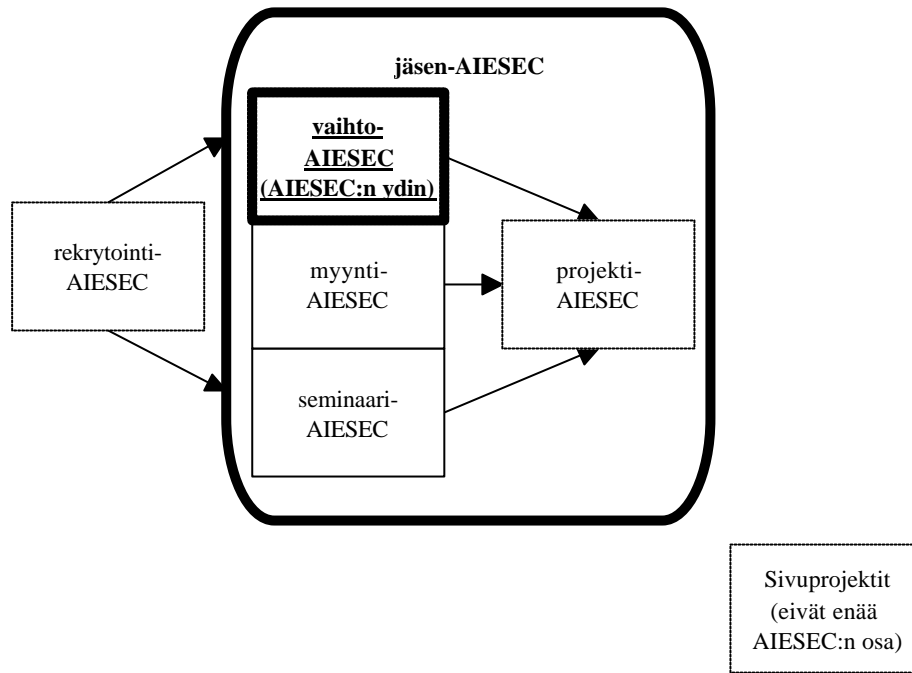 jäsen-AIESEC
vaihto-
AIESEC
(AIESEC:n ydin)
rekrytointi-
AIESEC
myynti-
AIESEC
projekti-
AIESEC
seminaari-
AIESEC
Sivuprojektit
(eivät enää
AIESEC:n osa)